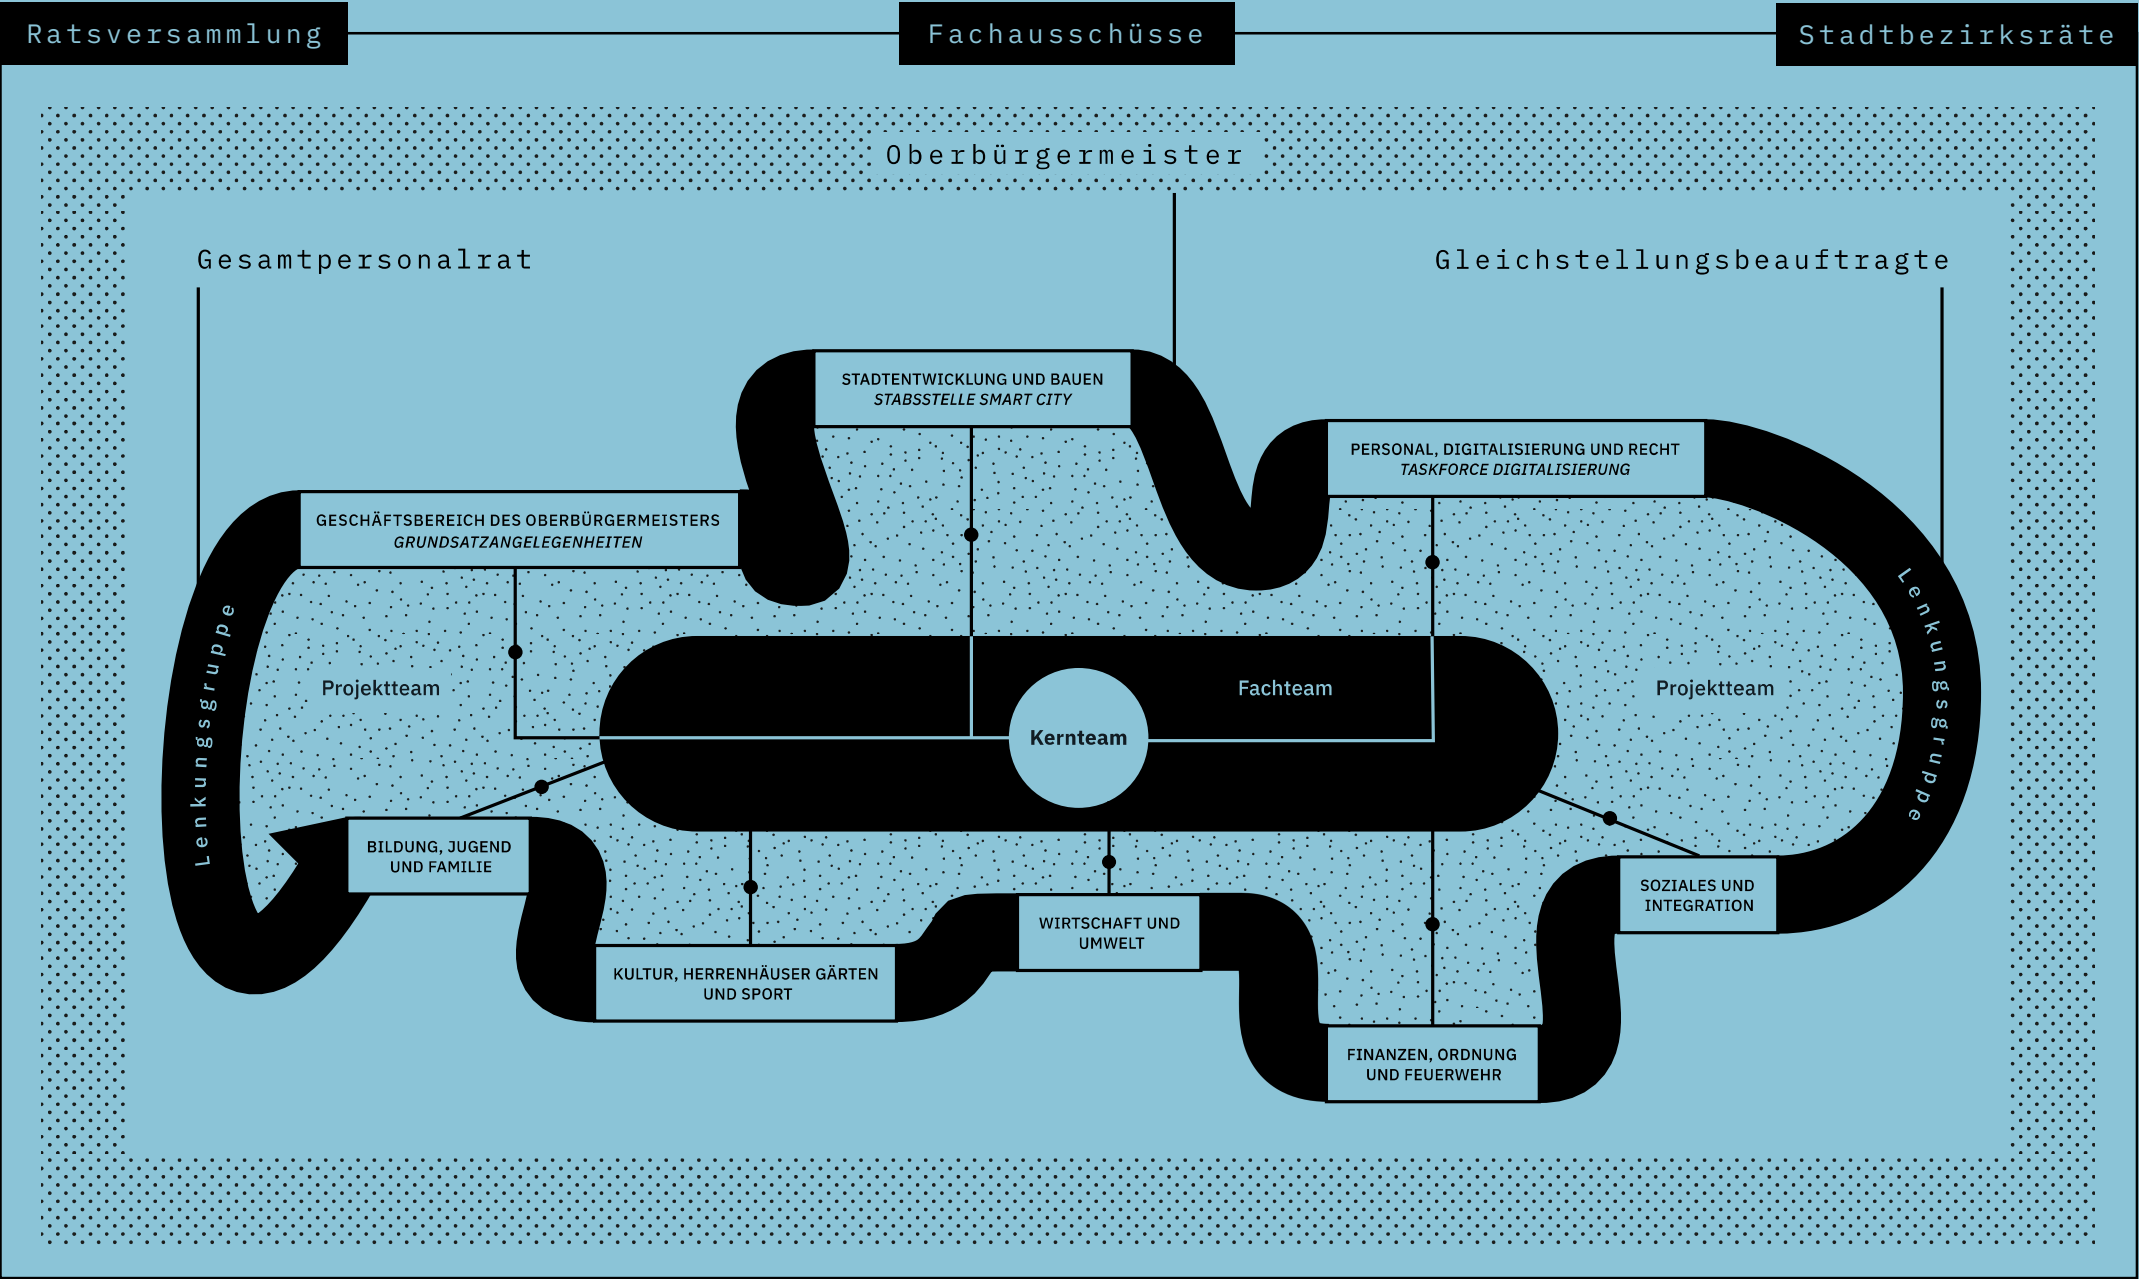 Ratsversammlung
Fachausschüsse
Stadtbezirksräte
Oberbürgermeister
Gesamtpersonalrat
Gleichstellungsbeauftragte
STADTENTWICKLUNG UND BAUEN
STABSSTELLE SMART CITY
PERSONAL, DIGITALISIERUNG UND RECHT
TASKFORCE DIGITALISIERUNG
GESCHÄFTSBEREICH DES OBERBÜRGERMEISTERS
GRUNDSATZANGELEGENHEITEN
Lenkungsgruppe
Projektteam
Fachteam
Projektteam
Lenkungsgruppe
Kernteam
BILDUNG, JUGEND
UND FAMILIE
SOZIALES UND
INTEGRATION
WIRTSCHAFT UND
UMWELT
KULTUR, HERRENHÄUSER GÄRTEN
UND SPORT
FINANZEN, ORDNUNG
UND FEUERWEHR